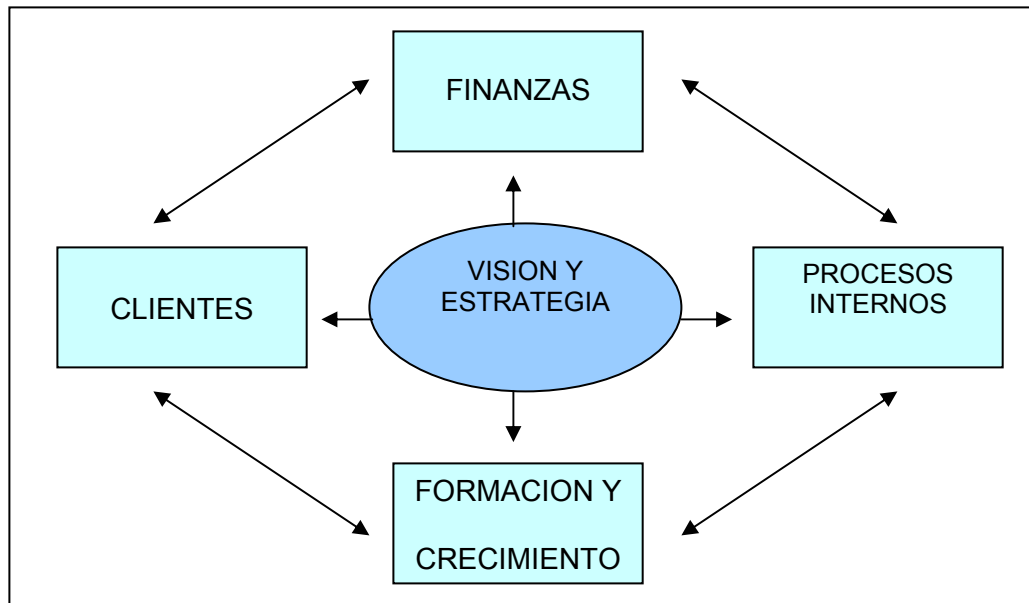 FINANZAS
VISION Y
ESTRATEGIA
CLIENTES
PROCESOS
INTERNOS
FORMACION Y
CRECIMIENTO